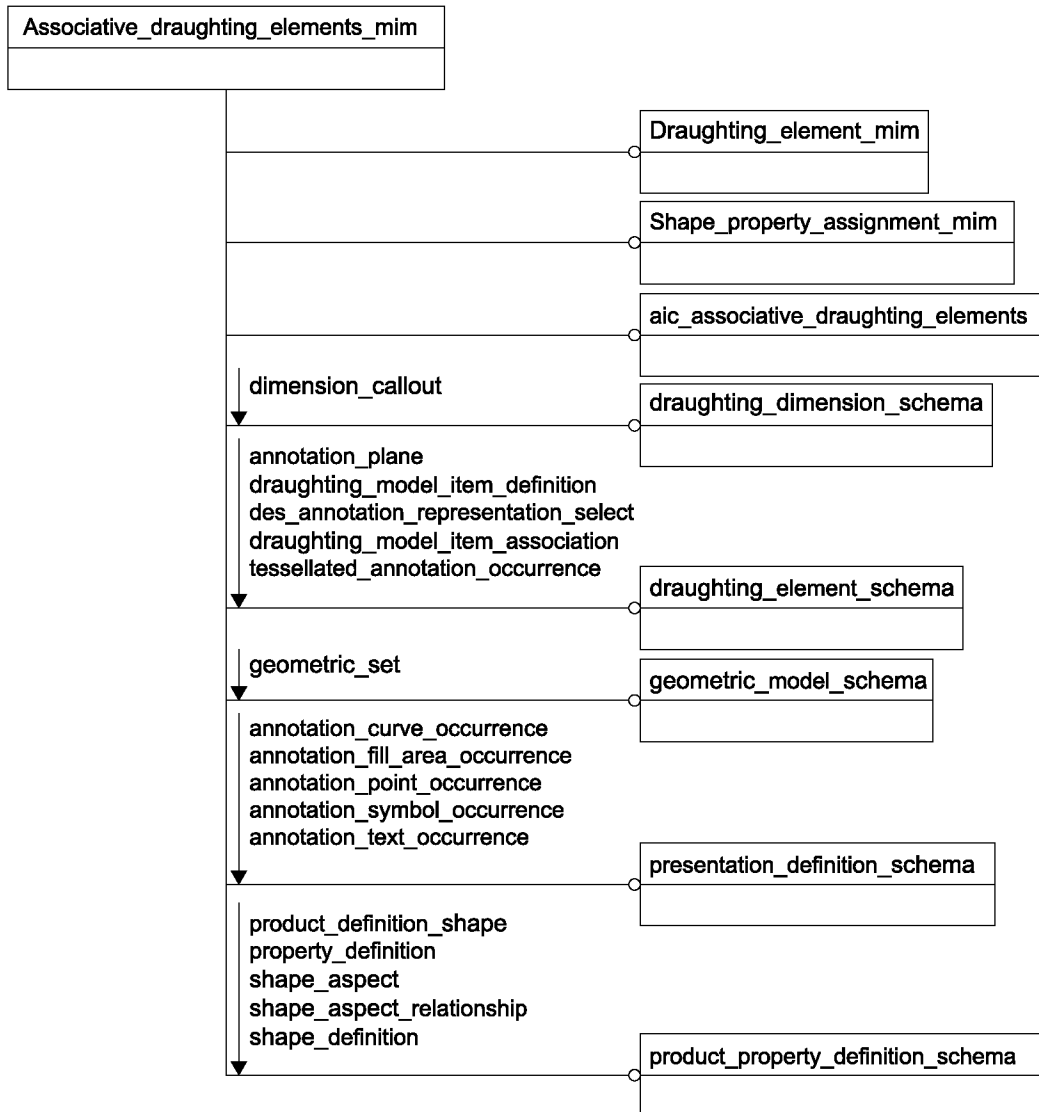 Associative_draughting_elements_mim
Draughting_element_mim
Shape_property_assignment_mim
aic_associative_draughting_elements
dimension_callout
draughting_dimension_schema
annotation_plane
draughting_model_item_definition
des_annotation_representation_select
draughting_model_item_association
tessellated_annotation_occurrence
draughting_element_schema
geometric_set
geometric_model_schema
annotation_curve_occurrence
annotation_fill_area_occurrence
annotation_point_occurrence
annotation_symbol_occurrence
annotation_text_occurrence
presentation_definition_schema
product_definition_shape
property_definition
shape_aspect
shape_aspect_relationship
shape_definition
product_property_definition_schema